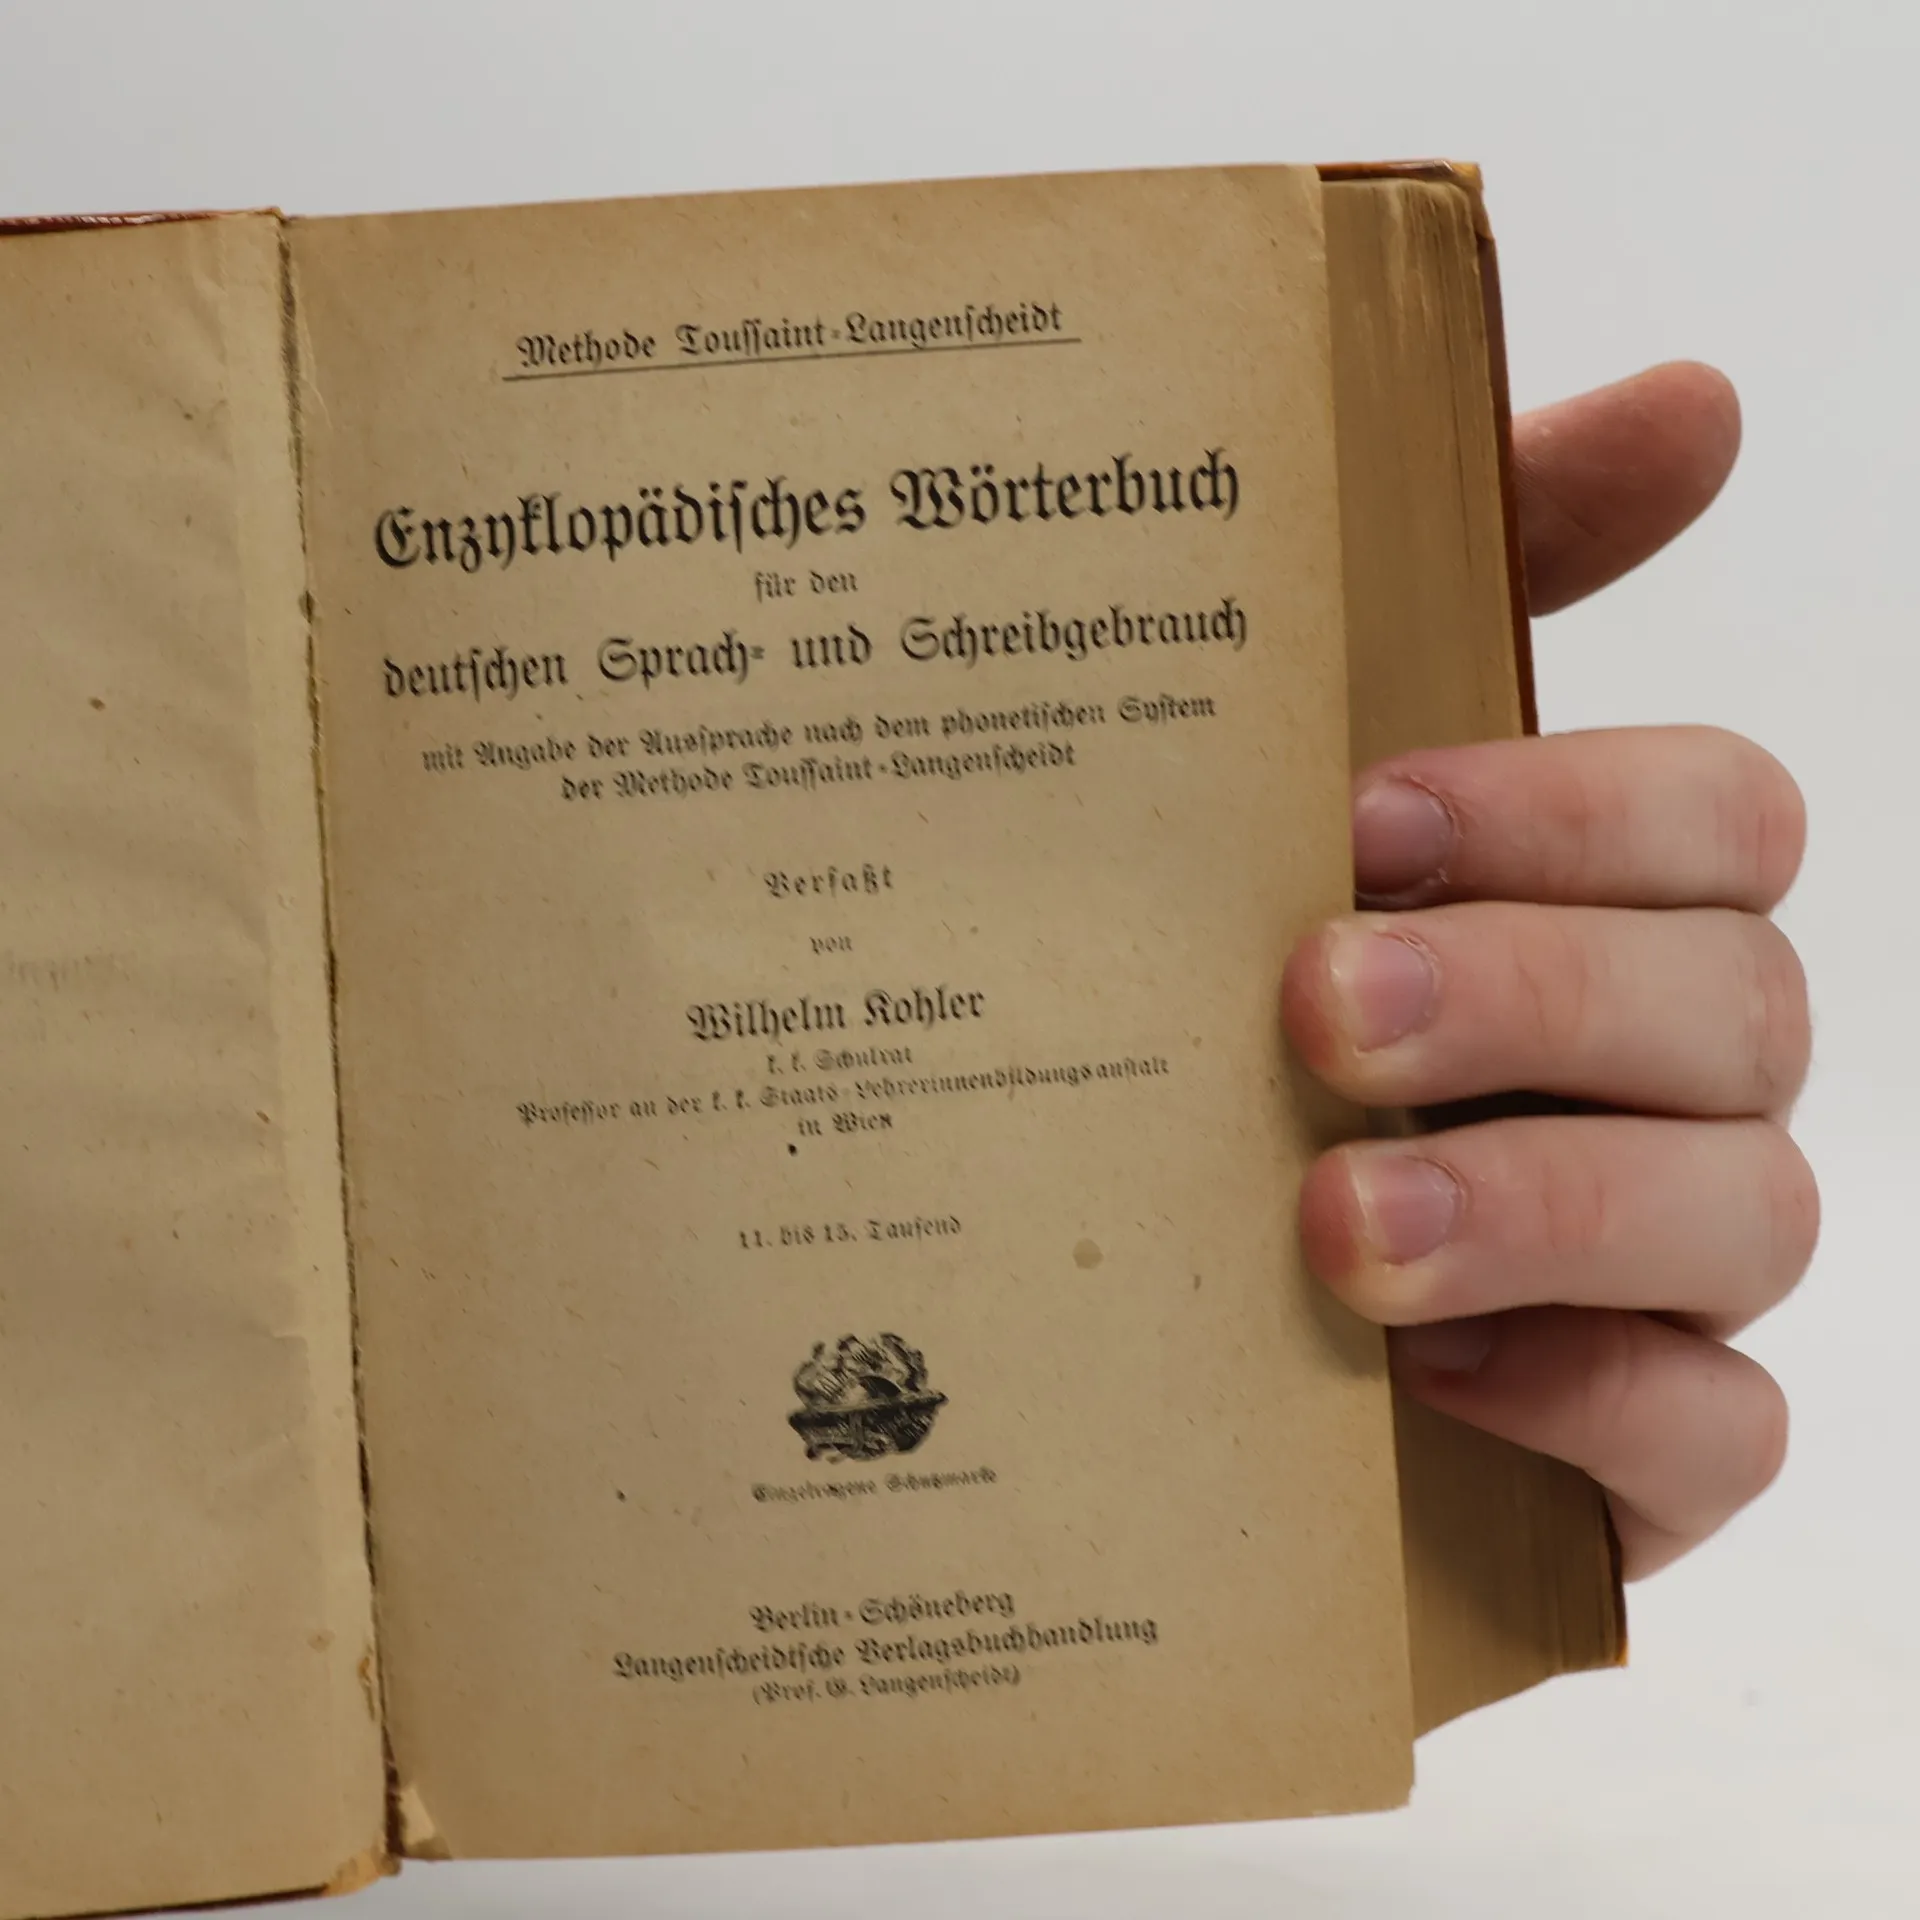 Methode Toussaint-Langenscheidt
Enzyklopädisches Wörterbuch
für den
deutschen Sprach- und Schreibgebrauch
mit Angabe der Aussprache nach dem phonetischen System
der Methode Toussaint-Langenscheidt
Verfaßt
von
Wilhelm Kohler
k. k. Schulrat
Professor an der k. k. Staats-Lehrerinnenbildungsanstalt
in Wien
11. bis 15. Tausend
Eingetragene Schutzmarke
Berlin-Schöneberg
Langenscheidtsche Verlagsbuchhandlung
(Prof. G. Langenscheidt)